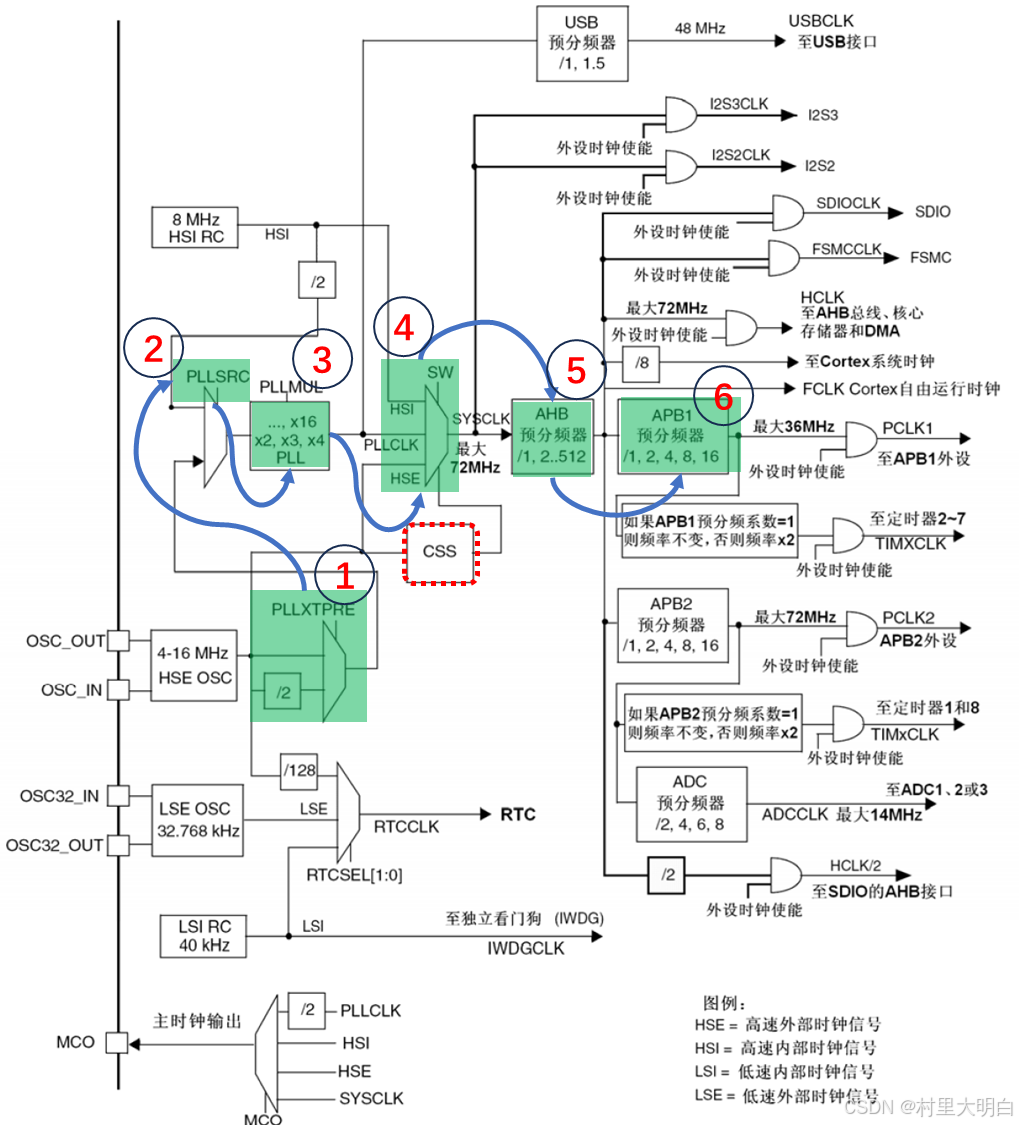 USB
预分频器
/1, 1.5
48 MHz
USBCLK
至USB接口
I2S3CLK
I2S3
外设时钟使能
I2S2CLK
I2S2
外设时钟使能
SDIOCLK
SDIO
外设时钟使能
FSMCCLK
FSMC
外设时钟使能
8 MHz
HSI RC
HSI
/2
最大72MHz
外设时钟使能
HCLK
至AHB总线、核心
存储器和DMA
/8
至Cortex系统时钟
FCLK Cortex自由运行时钟
2
PLLSRC
3
PLLMUL
..., x16
x2, x3, x4
PLL
4
SW
HSI
PLLCLK
HSE
SYSCLK
最大
72MHz
5
AHB
预分频器
/1, 2..512
6
APB1
预分频器
/1, 2, 4, 8, 16
最大36MHz
外设时钟使能
PCLK1
至APB1外设
如果APB1预分频系数=1
则频率不变,否则频率x2
至定时器2~7
TIMXCLK
外设时钟使能
CSS
1
PLLXTPRE
/2
OSC_OUT
OSC_IN
4-16 MHz
HSE OSC
APB2
预分频器
/1, 2, 4, 8, 16
最大72MHz
外设时钟使能
PCLK2
APB2外设
如果APB2预分频系数=1
则频率不变,否则频率x2
至定时器1和8
TIMxCLK
外设时钟使能
ADC
预分频器
/2, 4, 6, 8
至ADC1、2或3
ADCCLK 最大14MHz
/128
OSC32_IN
OSC32_OUT
LSE OSC
32.768 kHz
LSE
RTCCLK
RTC
RTCSEL[1:0]
/2
HCLK/2
至SDIO的AHB接口
外设时钟使能
LSI RC
40 kHz
LSI
至独立看门狗 (IWDG)
IWDGCLK
MCO
主时钟输出
/2
PLLCLK
HSI
HSE
SYSCLK
MCO
图例:
HSE = 高速外部时钟信号
HSI = 高速内部时钟信号
LSI = 低速内部时钟信号
LSE = 低速外部时钟信号
CSDN @村里大明白